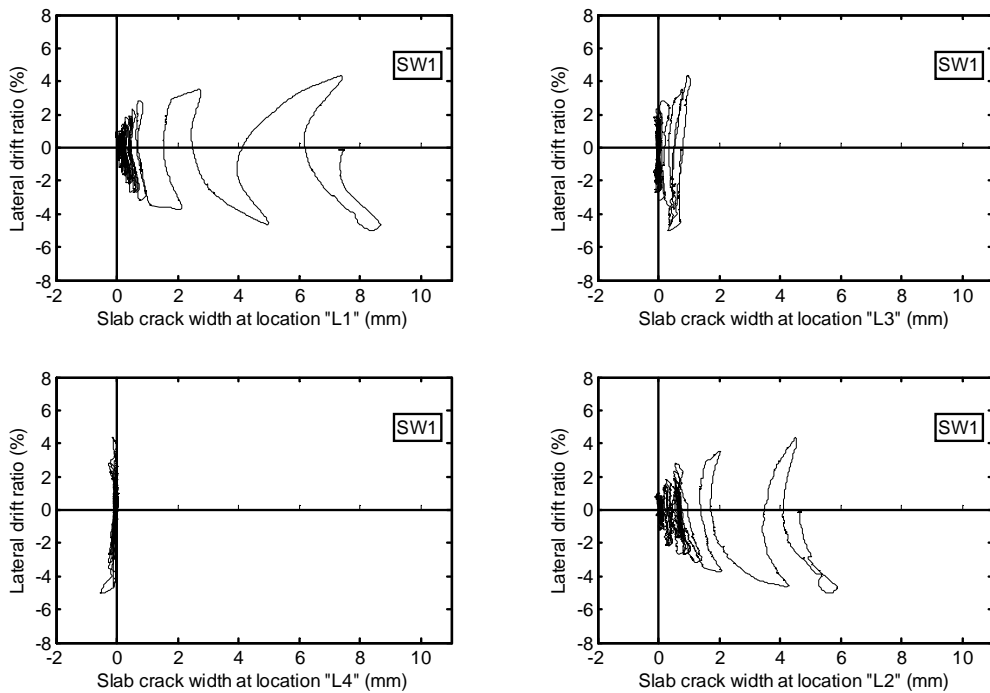 8
6
4
2
0
-2
-4
-6
-8
Lateral drift ratio (%)
SW1
-2 0 2 4 6 8 10
Slab crack width at location "L1" (mm)
8
6
4
2
0
-2
-4
-6
-8
Lateral drift ratio (%)
SW1
-2 0 2 4 6 8 10
Slab crack width at location "L3" (mm)
8
6
4
2
0
-2
-4
-6
-8
Lateral drift ratio (%)
SW1
-2 0 2 4 6 8 10
Slab crack width at location "L4" (mm)
8
6
4
2
0
-2
-4
-6
-8
Lateral drift ratio (%)
SW1
-2 0 2 4 6 8 10
Slab crack width at location "L2" (mm)